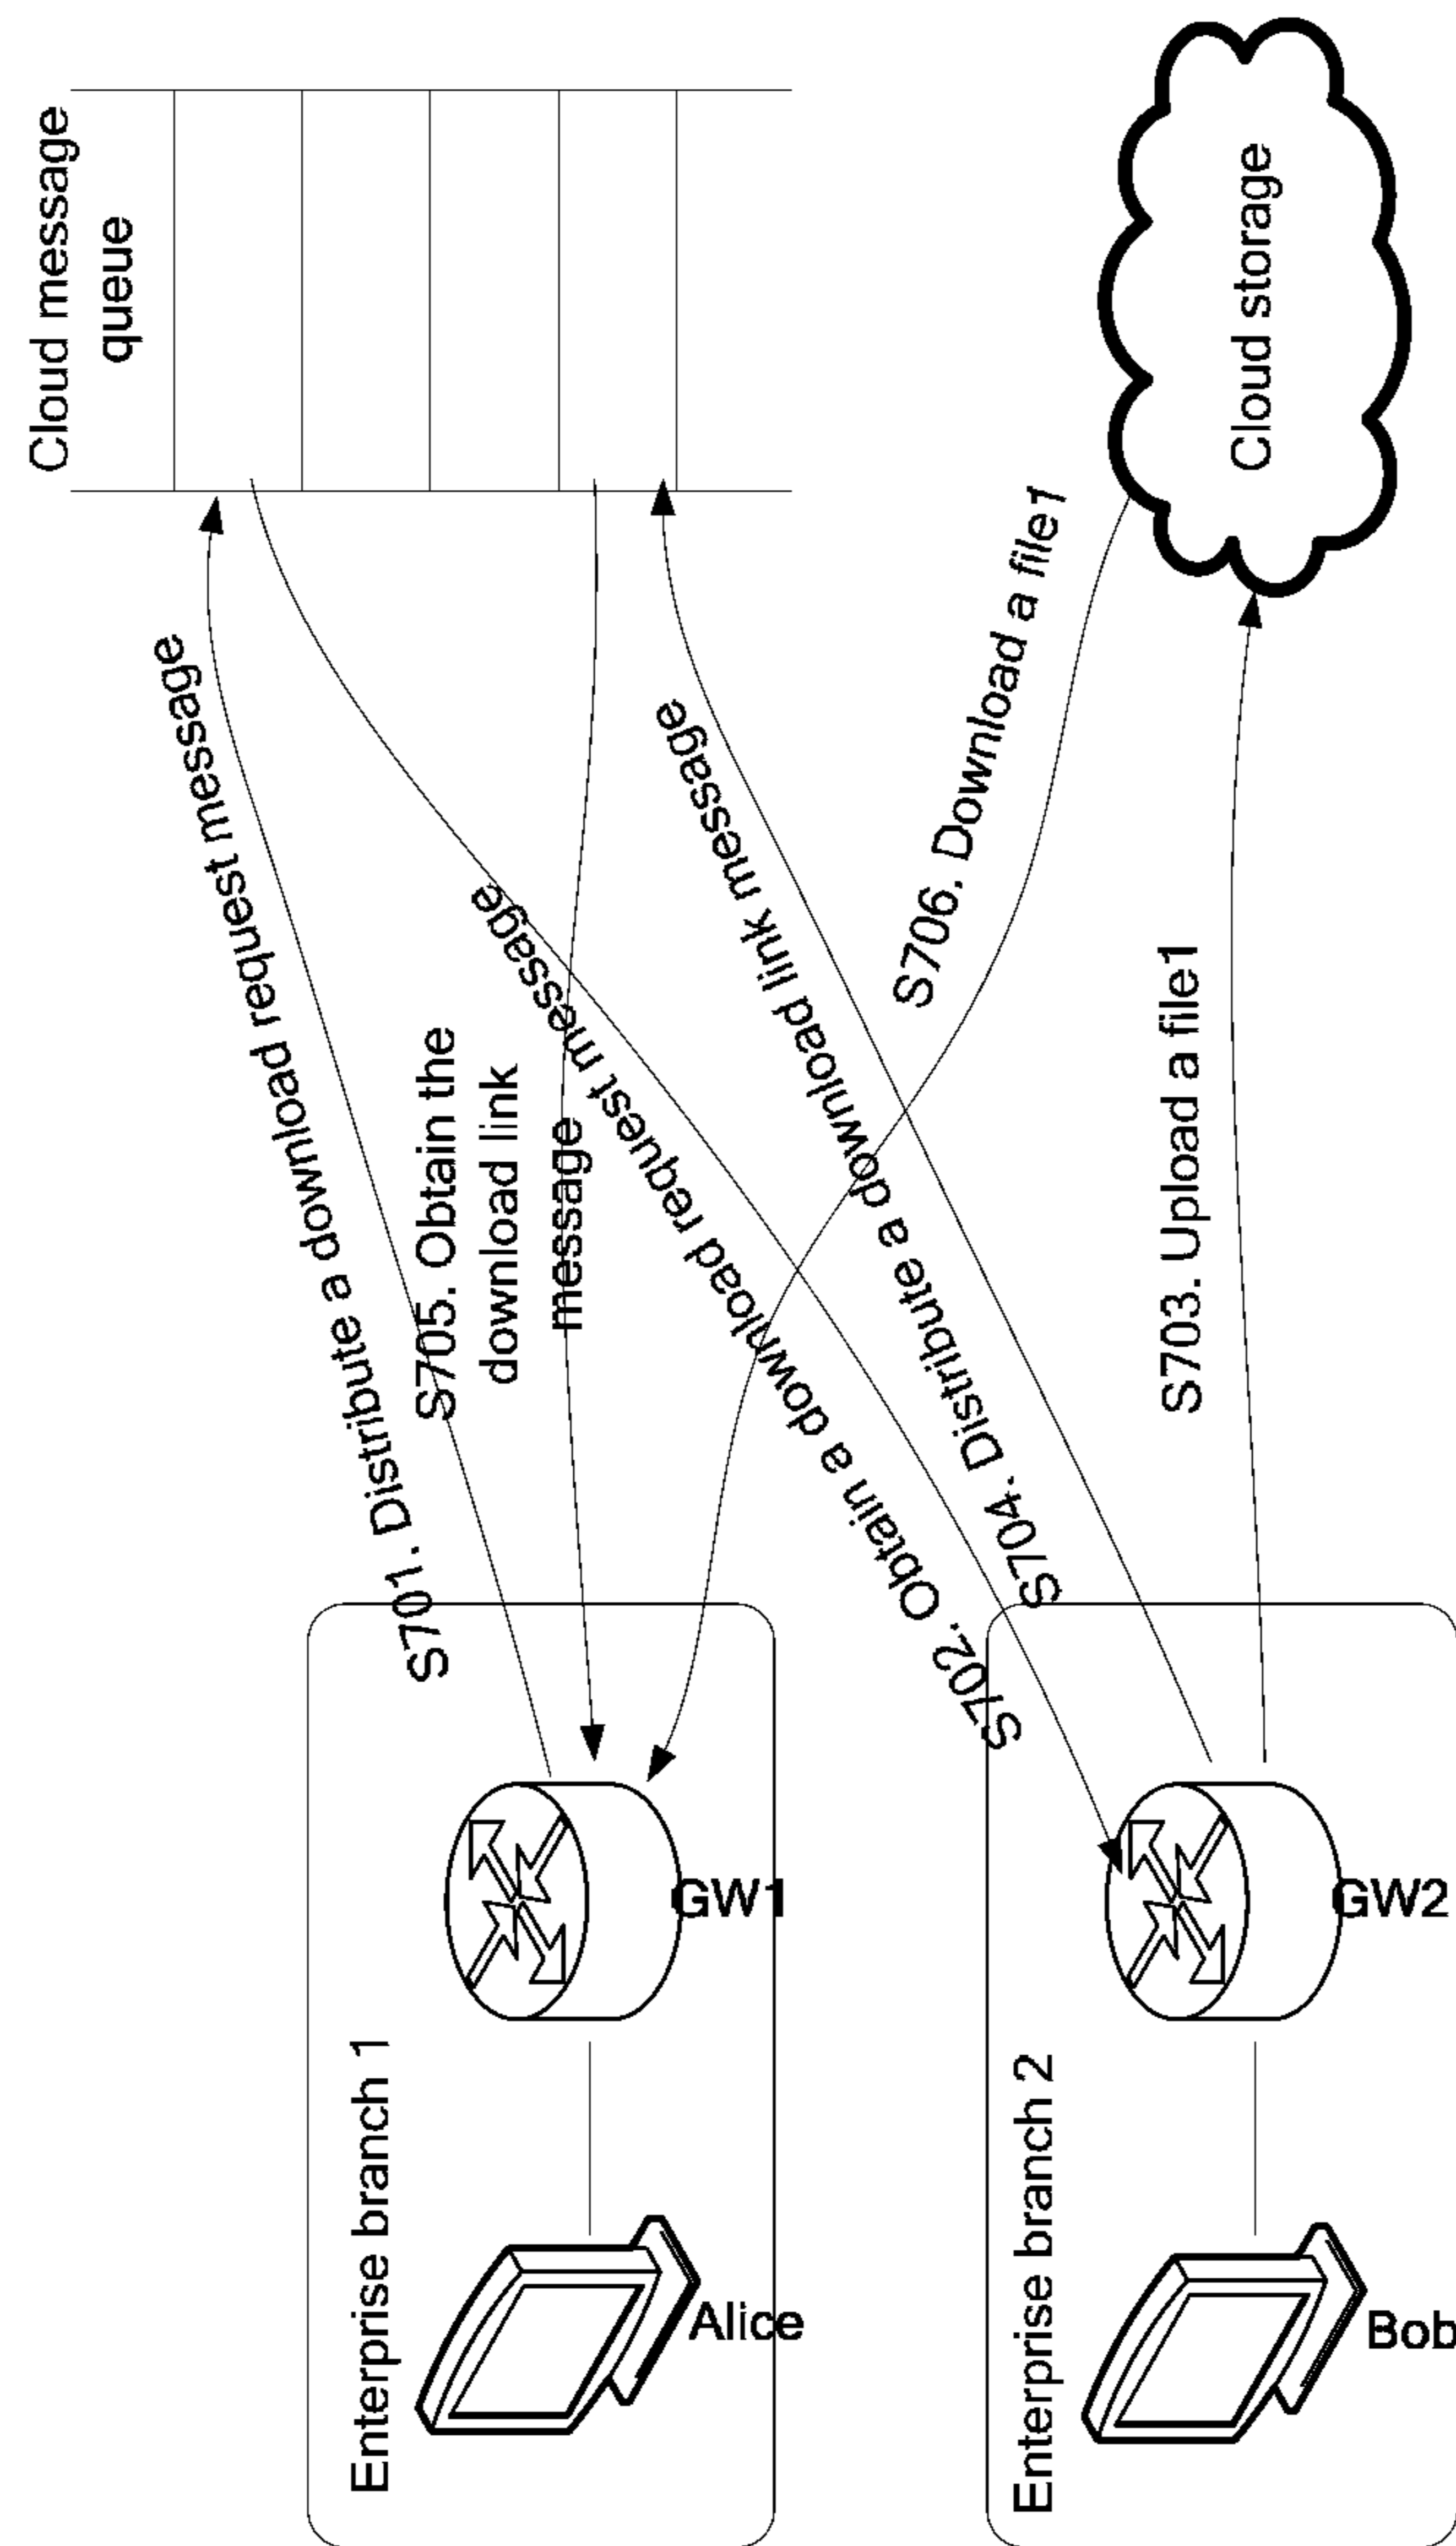 Cloud message
queue
S701. Distribute a download request message
S705. Obtain the
download link
message
S702. Obtain a download request message
S704. Distribute a download link message
S706. Download a file1
S703. Upload a file1
Cloud storage
Enterprise branch 1
GW1
Alice
Enterprise branch 2
GW2
Bob